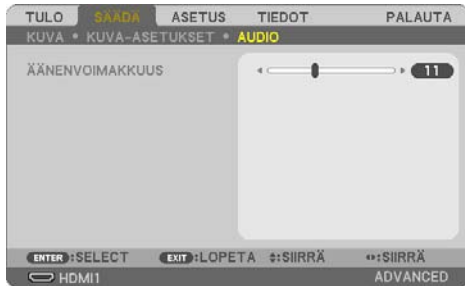 TULO SÄÄDÄ ASETUS TIEDOT PALAUTA
KUVA • KUVA-ASETUKSET • AUDIO
ÄÄNENVOIMAKKUUS 11
ENTER :SELECT EXIT :LOPETA :SIIRRÄ :SIIRRÄ
HDMI1 ADVANCED